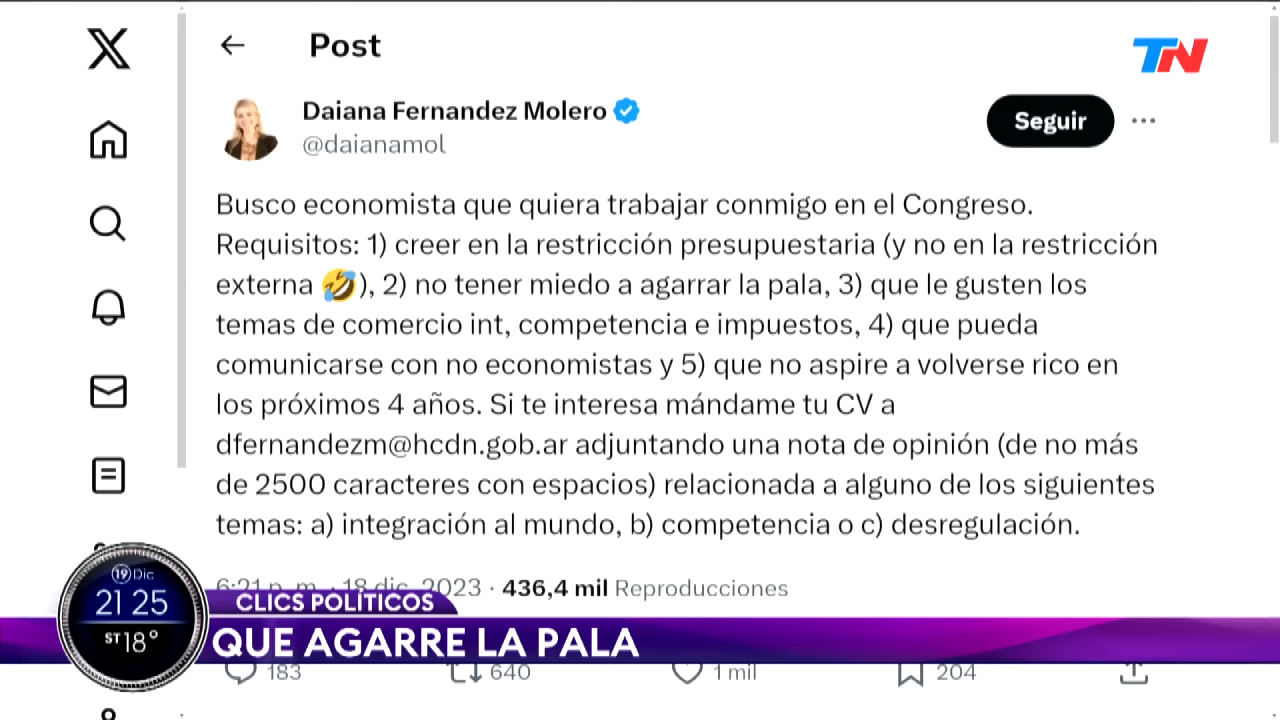 Post
TN
Daiana Fernandez Molero
@daianamol
Seguir
Busco economista que quiera trabajar conmigo en el Congreso.
Requisitos: 1) creer en la restricción presupuestaria (y no en la restricción
externa 🤣), 2) no tener miedo a agarrar la pala, 3) que le gusten los
temas de comercio int, competencia e impuestos, 4) que pueda
comunicarse con no economistas y 5) que no aspire a volverse rico en
los próximos 4 años. Si te interesa mándame tu CV a
dfernandezm@hcdn.gob.ar adjuntando una nota de opinión (de no más
de 2500 caracteres con espacios) relacionada a alguno de los siguientes
temas: a) integración al mundo, b) competencia o c) desregulación.
6:21 p. m. · 18 dic. 2023 · 436,4 mil Reproducciones
19 Dic
21 25
ST 18°
CLICS POLÍTICOS
QUE AGARRE LA PALA
183 640 1 mil 204